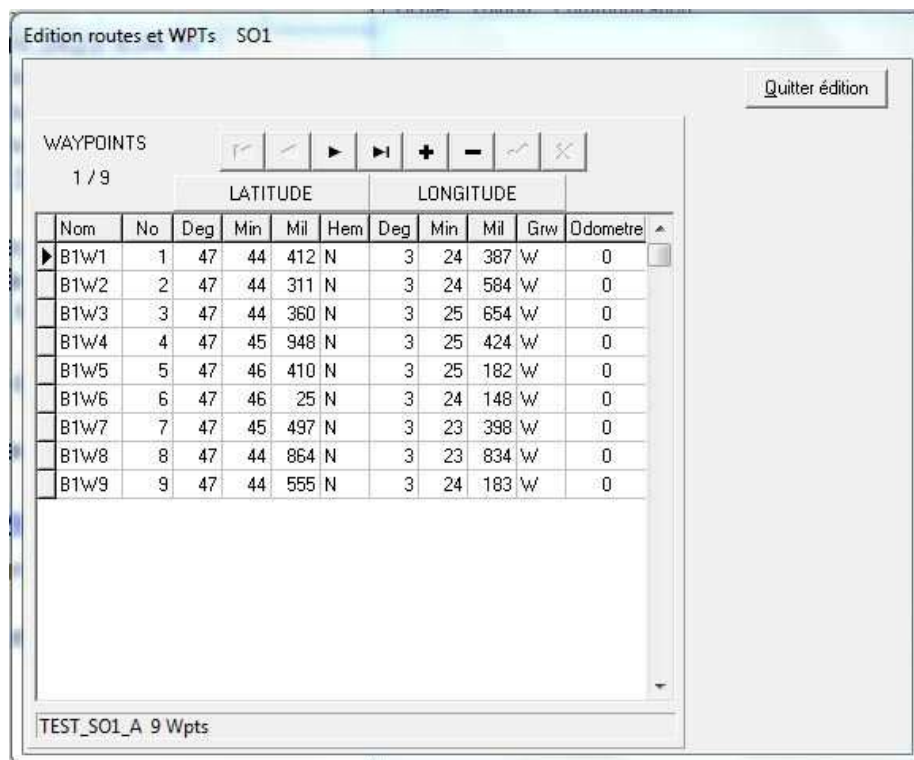 Edition routes et WPTs SO1
Quitter édition
WAYPOINTS
1 / 9
LATITUDE LONGITUDE
Nom No Deg Min Mil Hem Deg Min Mil Grw Odometre
B1W1 1 47 44 412 N 3 24 387 W 0
B1W2 2 47 44 311 N 3 24 584 W 0
B1W3 3 47 44 360 N 3 25 654 W 0
B1W4 4 47 45 948 N 3 25 424 W 0
B1W5 5 47 46 410 N 3 25 182 W 0
B1W6 6 47 46 25 N 3 24 148 W 0
B1W7 7 47 45 497 N 3 23 398 W 0
B1W8 8 47 44 864 N 3 23 834 W 0
B1W9 9 47 44 555 N 3 24 183 W 0
TEST_SO1_A 9 Wpts